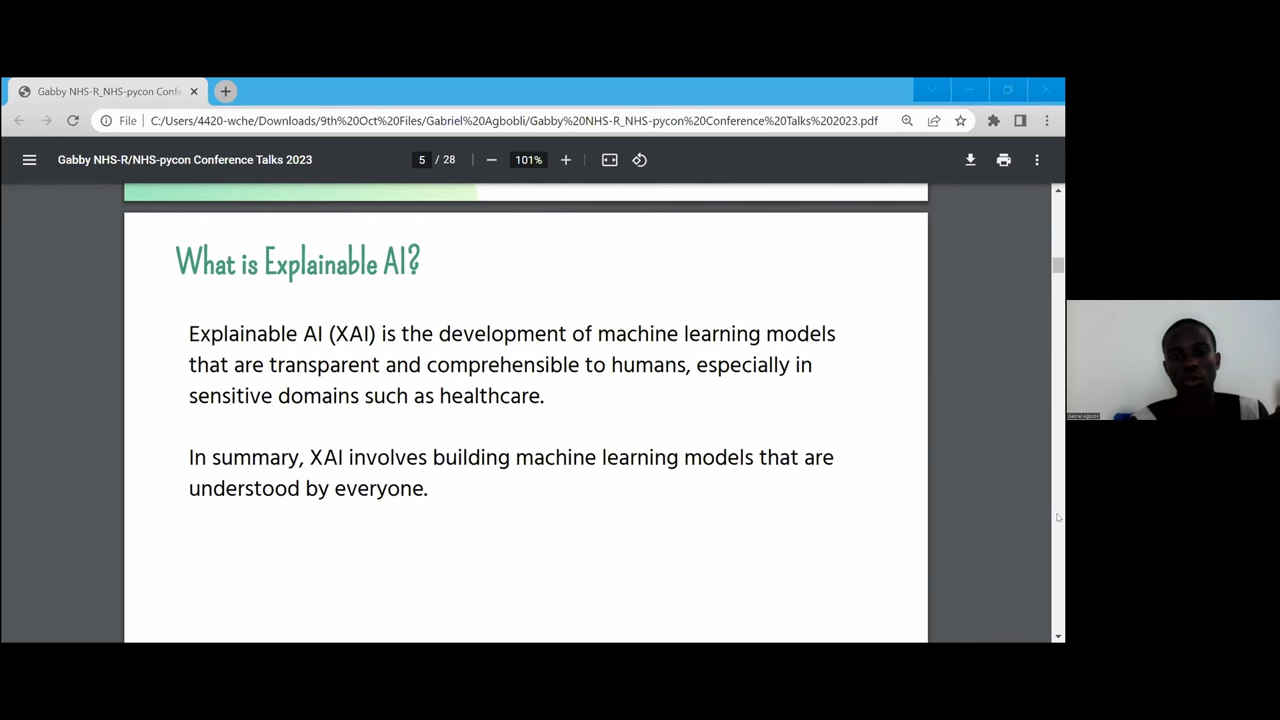 Gabby NHS-R_NHS-pycon Confe
File
C:/Users/4420-wche/Downloads/9th%20Oct%20Files/Gabriel%20Agbobli/Gabby%20NHS-R_NHS-pycon%20Conference%20Talks%202023.pdf
Gabby NHS-R/NHS-pycon Conference Talks 2023
5 / 28
101%
What is Explainable AI?
Explainable AI (XAI) is the development of machine learning models
that are transparent and comprehensible to humans, especially in
sensitive domains such as healthcare.
In summary, XAI involves building machine learning models that are
understood by everyone.
Gabriel Agbobli